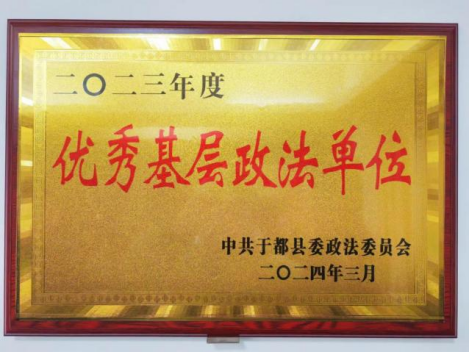 二〇二三年度
优秀基层政法单位
中共于都县委政法委员会
二〇二四年三月